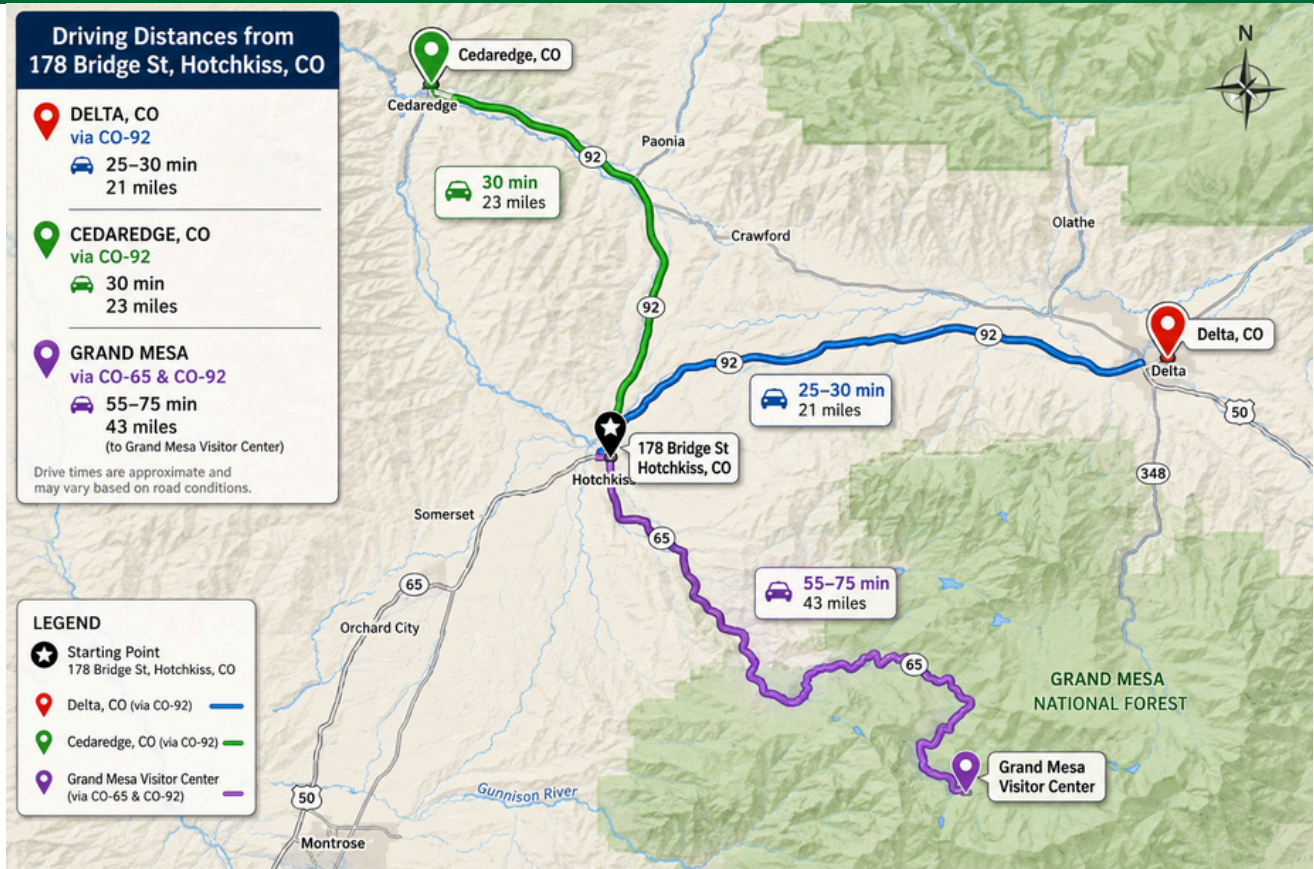 Driving Distances from
178 Bridge St, Hotchkiss, CO
DELTA, CO
via CO-92
25–30 min
21 miles
CEDAREDGE, CO
via CO-92
30 min
23 miles
GRAND MESA
via CO-65 & CO-92
55–75 min
43 miles
(to Grand Mesa Visitor Center)
Drive times are approximate and
may vary based on road conditions.
Cedaredge, CO
Cedaredge
N
92
Paonia
30 min
23 miles
Olathe
Crawford
92
92
92
Delta, CO
Delta
25–30 min
21 miles
50
178 Bridge St
Hotchkiss, CO
Hotchkiss
348
Somerset
65
65
55–75 min
43 miles
Orchard City
65
GRAND MESA
NATIONAL FOREST
Grand Mesa
Visitor Center
Gunnison River
50
Montrose
LEGEND
Starting Point
178 Bridge St, Hotchkiss, CO
Delta, CO (via CO-92)
Cedaredge, CO (via CO-92)
Grand Mesa Visitor Center
(via CO-65 & CO-92)